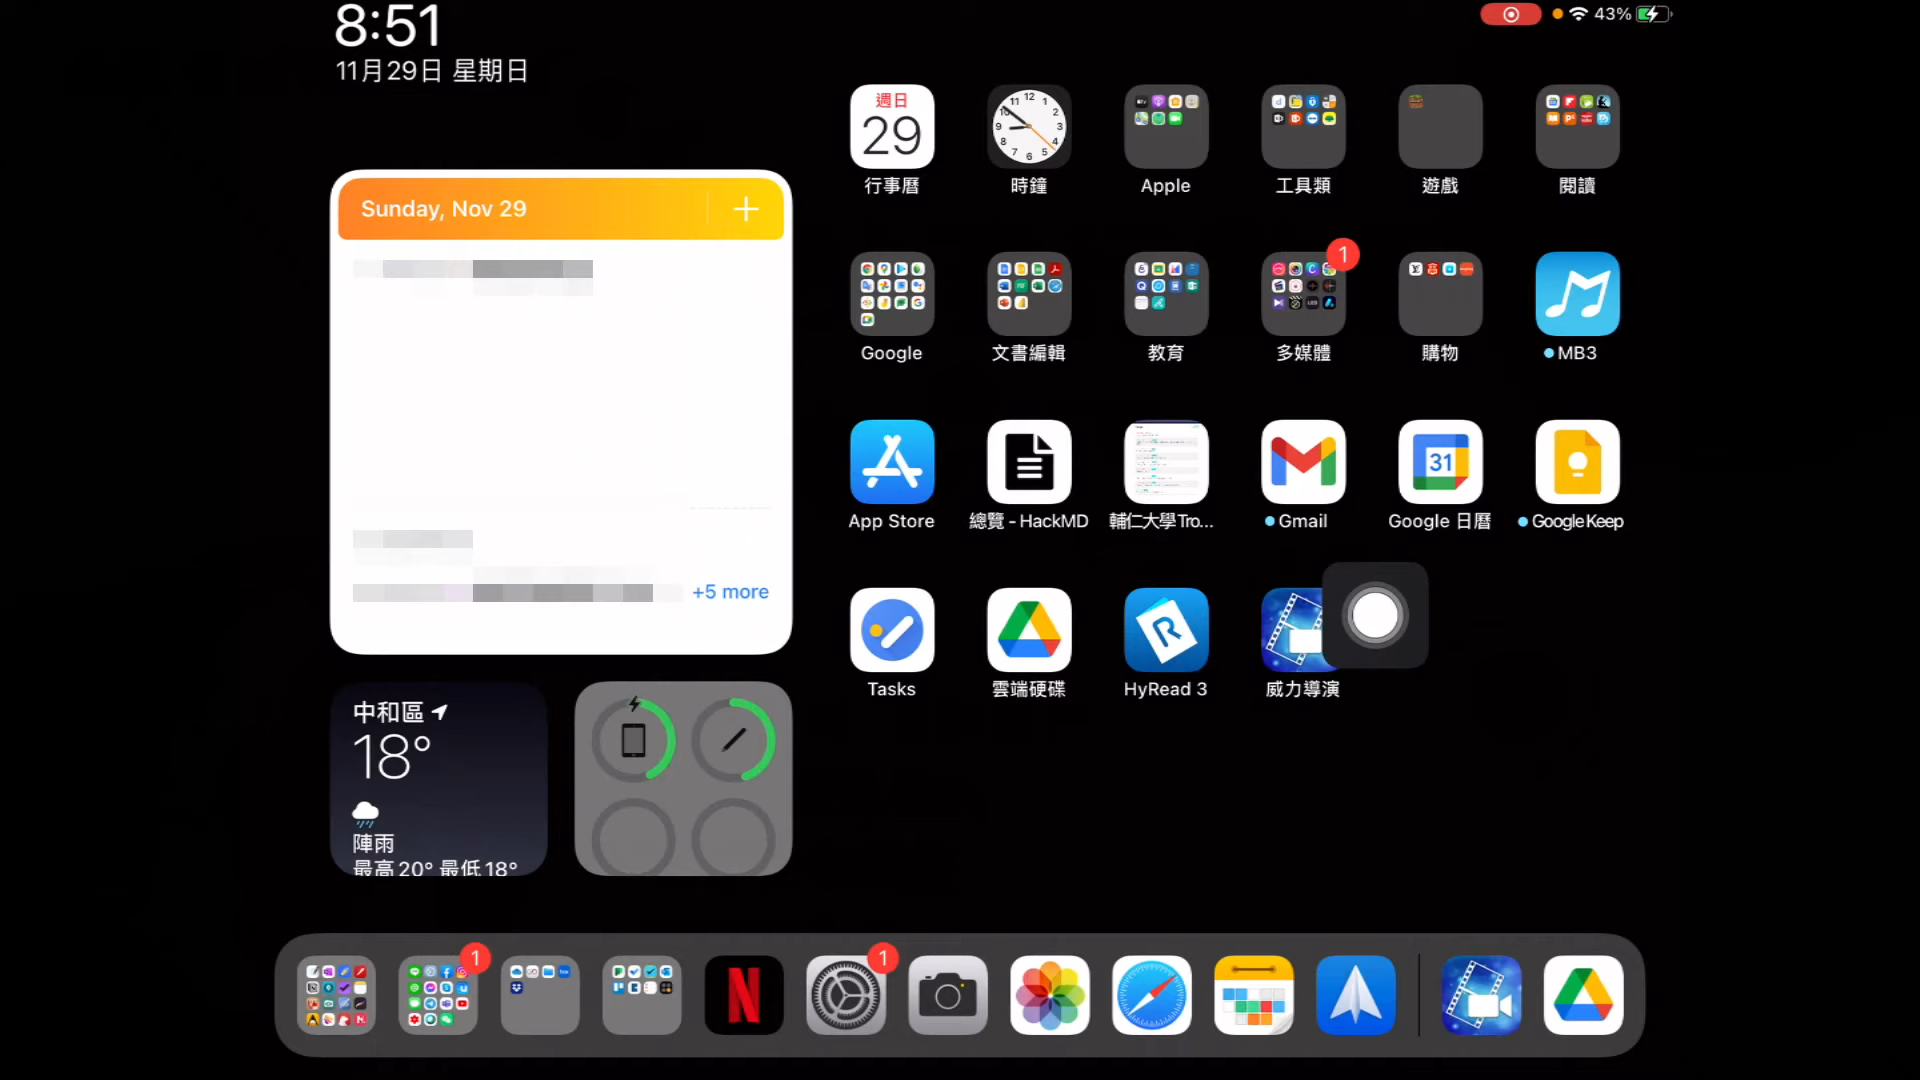 8:51
11月29日 星期日
43%
Sunday, Nov 29
+5 more
中和區
18°
陣雨
最高 20° 最低 18°
週日
29
行事曆
時鐘
Apple
工具類
遊戲
閱讀
Google
文書編輯
教育
1
多媒體
購物
MB3
App Store
總覽 - HackMD
輔仁大學Tro...
Gmail
31
Google 日曆
Google Keep
Tasks
雲端硬碟
HyRead 3
威力導演
1
1